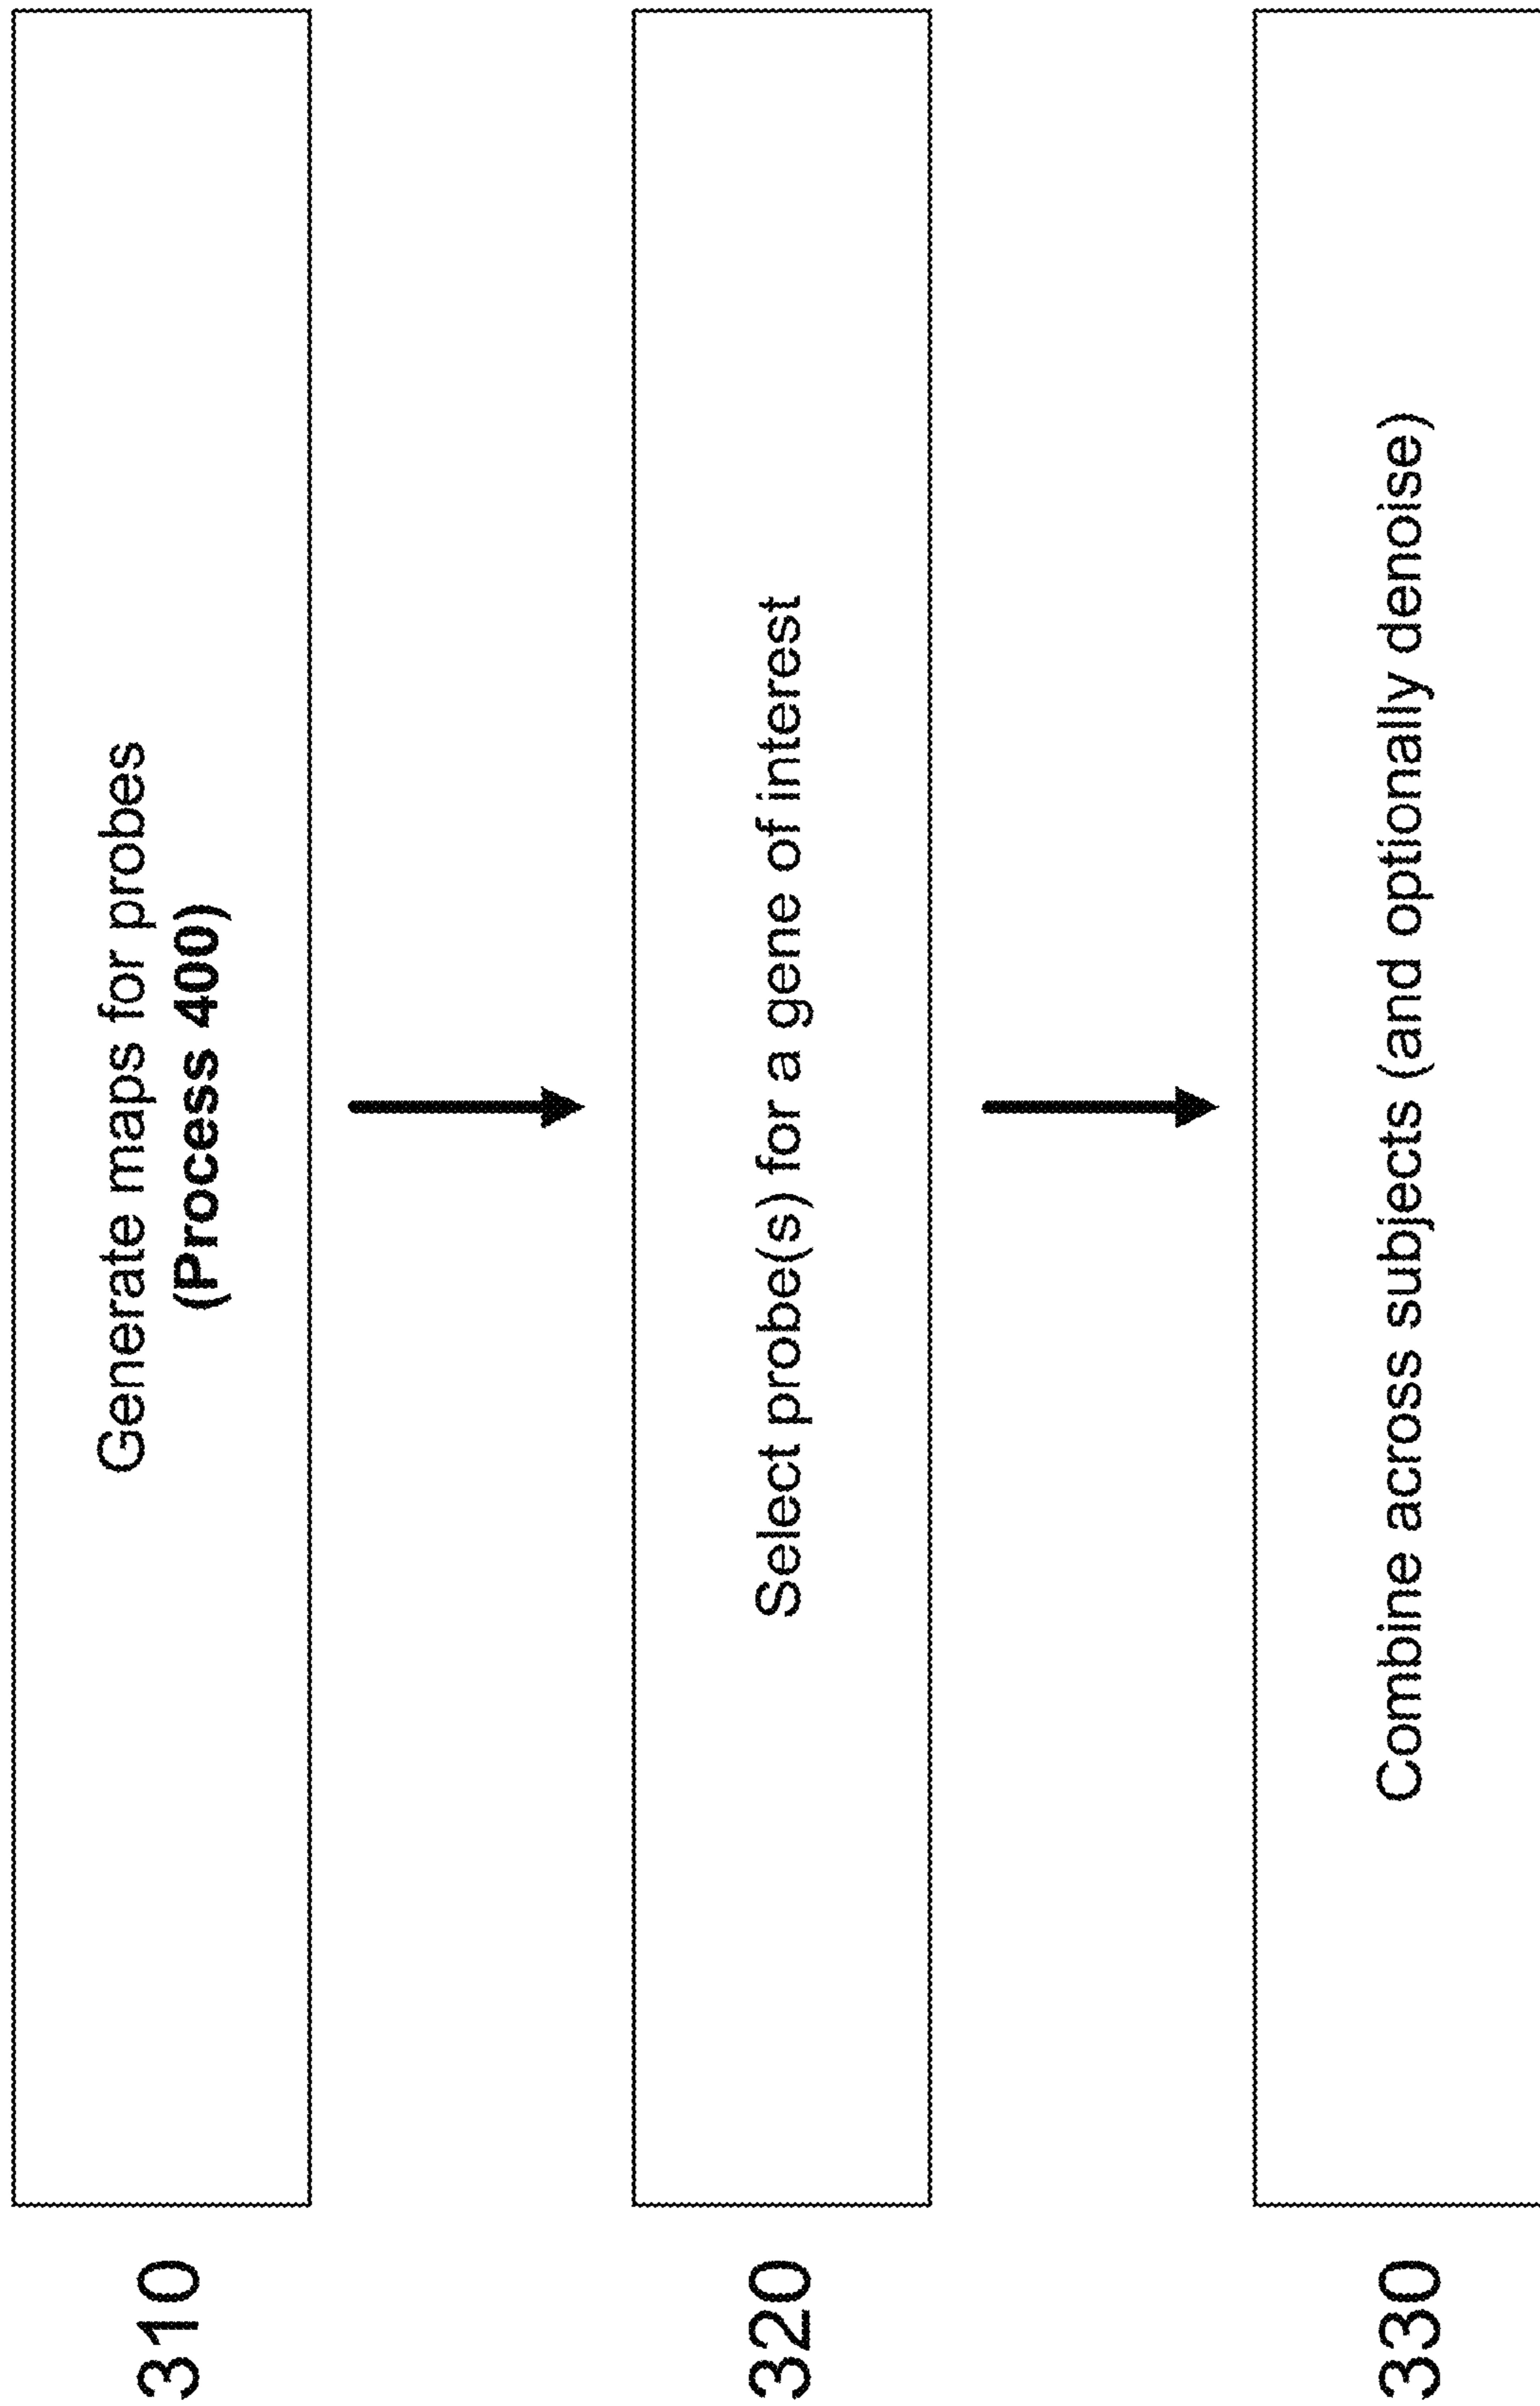 310
Generate maps for probes
(Process 400)
320
Select probe(s) for a gene of interest
330
Combine across subjects (and optionally denoise)